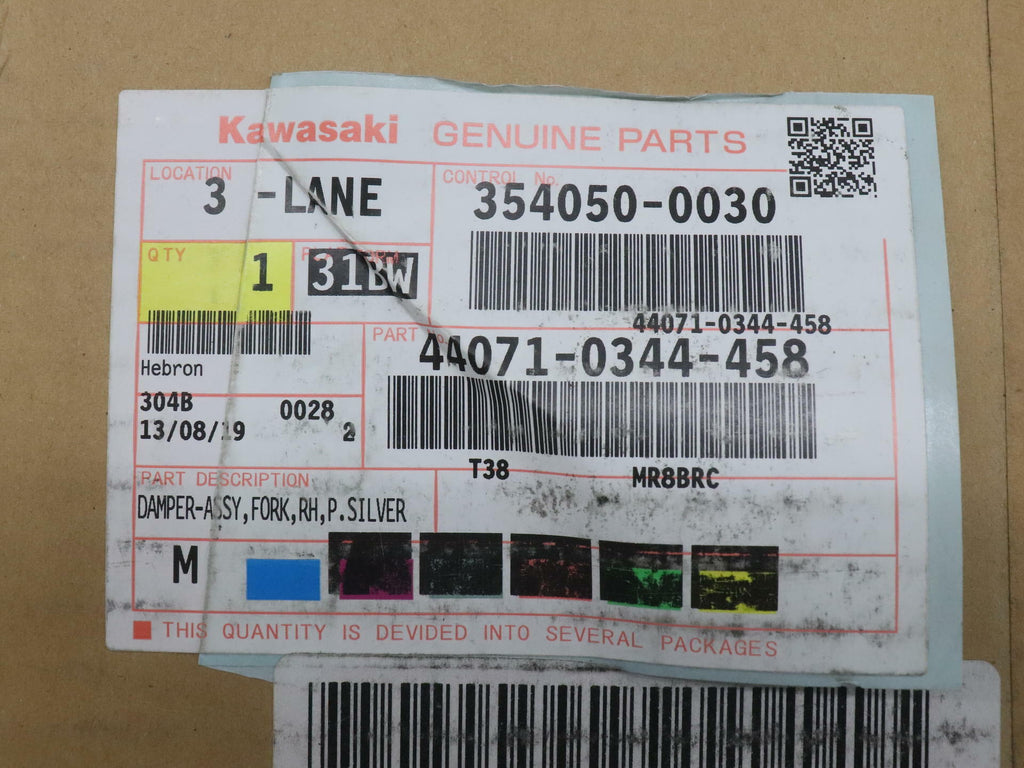 Kawasaki GENUINE PARTS
LOCATION
3 -LANE
CONTROL No.
354050-0030
QTY
1
31BW
44071-0344-458
PART
44071-0344-458
Hebron
304B 0028
13/08/19 2
T38 MR8BRC
PART DESCRIPTION
DAMPER-ASSY,FORK,RH,P.SILVER
M
THIS QUANTITY IS DEVIDED INTO SEVERAL PACKAGES